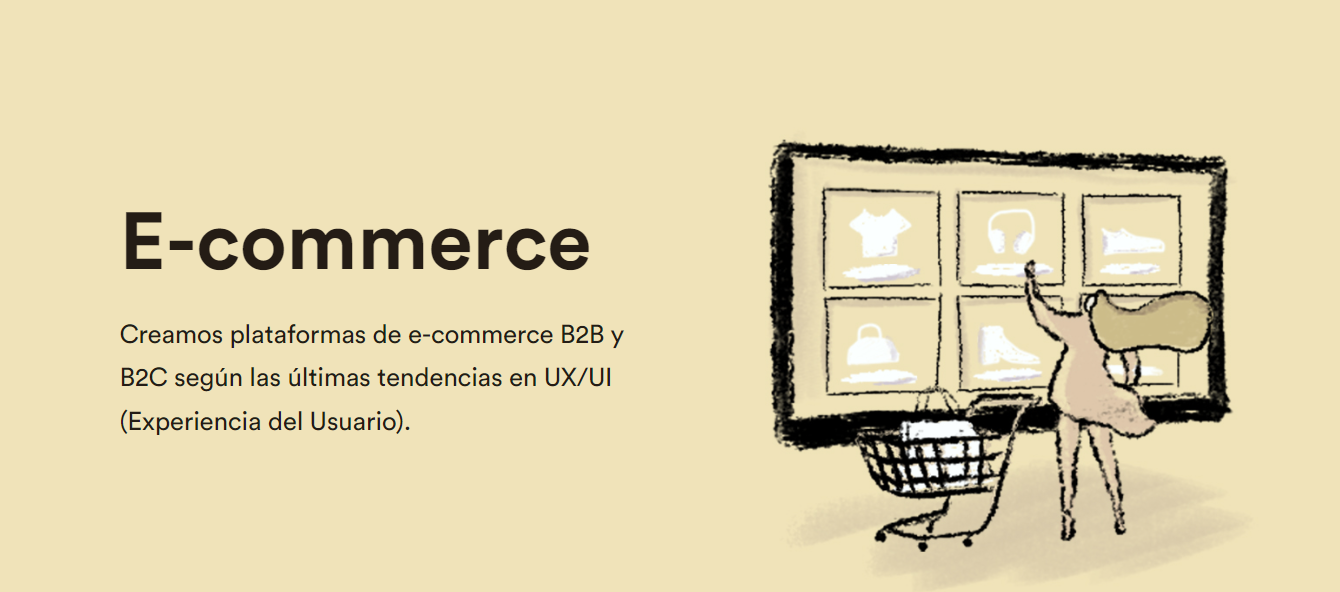 E-commerce
Creamos plataformas de e-commerce B2B y
B2C según las últimas tendencias en UX/UI
(Experiencia del Usuario).